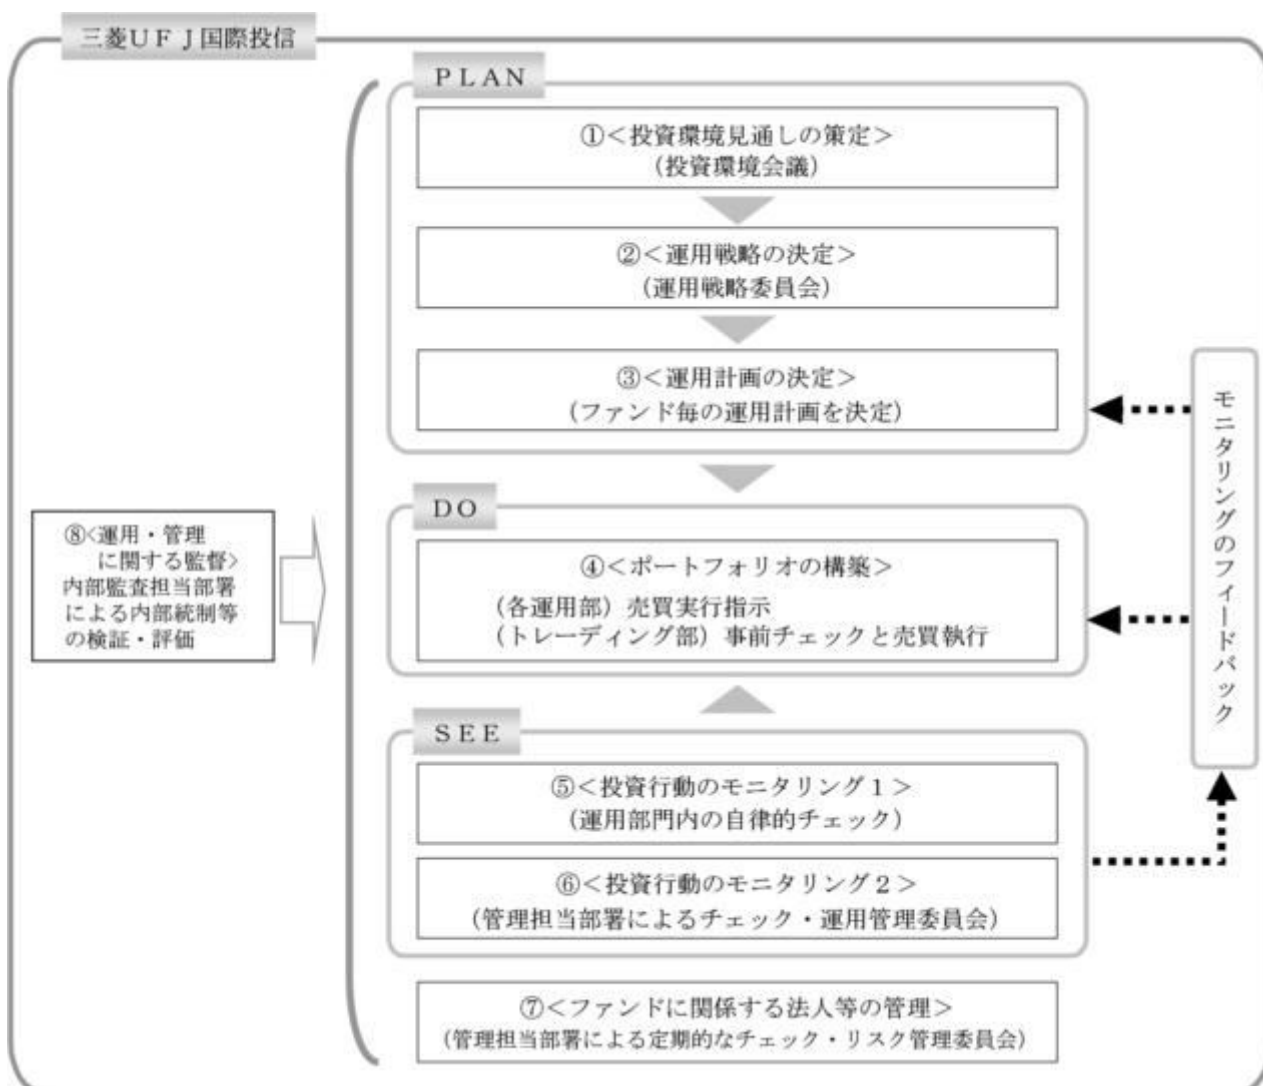 三菱ＵＦＪ国際投信
ＰＬＡＮ
①＜投資環境見通しの策定＞
（投資環境会議）
②＜運用戦略の決定＞
（運用戦略委員会）
③＜運用計画の決定＞
（ファンド毎の運用計画を決定）
ＤＯ
④＜ポートフォリオの構築＞
（各運用部）売買実行指示
（トレーディング部）事前チェックと売買執行
ＳＥＥ
⑤＜投資行動のモニタリング１＞
（運用部門内の自律的チェック）
⑥＜投資行動のモニタリング２＞
（管理担当部署によるチェック・運用管理委員会）
⑦＜ファンドに関係する法人等の管理＞
（管理担当部署による定期的なチェック・リスク管理委員会）
⑧<運用・管理
に関する監督>
内部監査担当部署
による内部統制等
の検証・評価
モニタリングのフィードバック